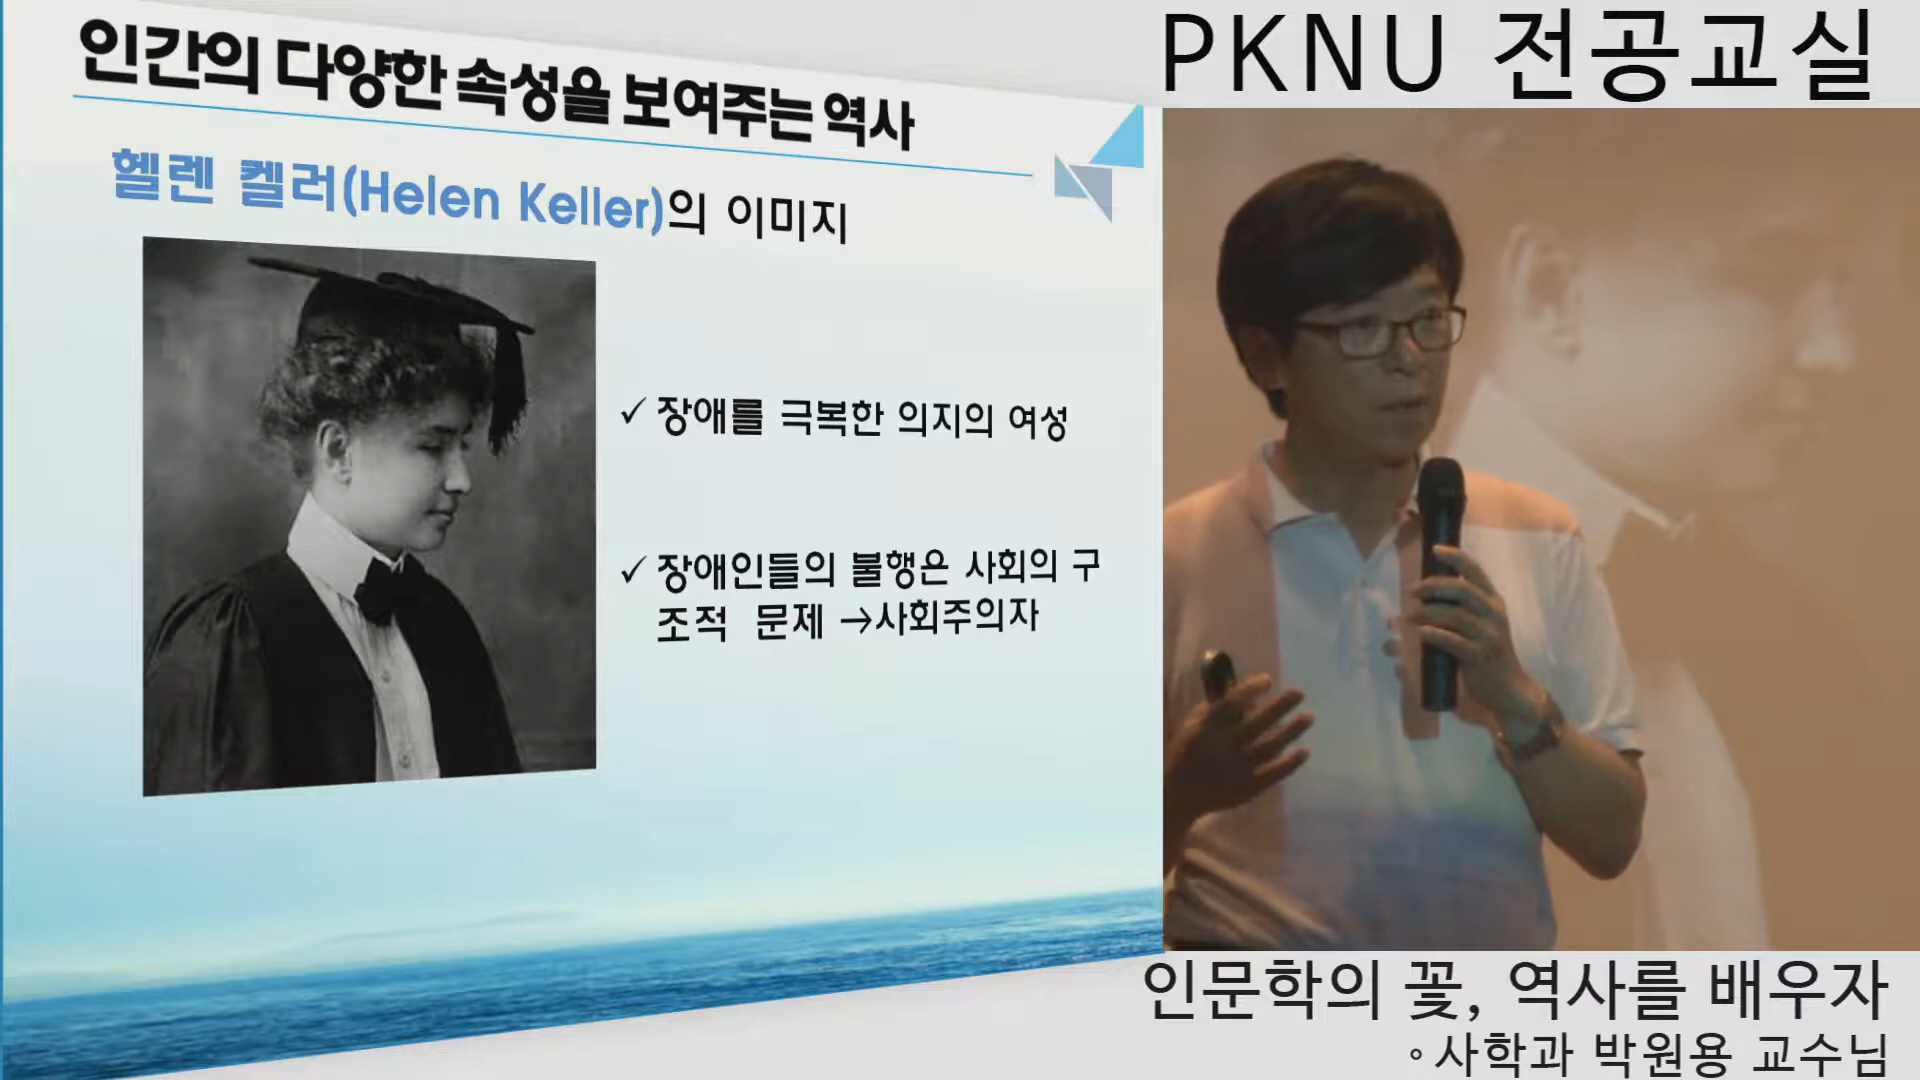 인간의 다양한 속성을 보여주는 역사
헬렌 켈러(Helen Keller)의 이미지
✓ 장애를 극복한 의지의 여성
✓ 장애인들의 불행은 사회의 구
조적 문제 →사회주의자
PKNU 전공교실
인문학의 꽃, 역사를 배우자
◦사학과 박원용 교수님